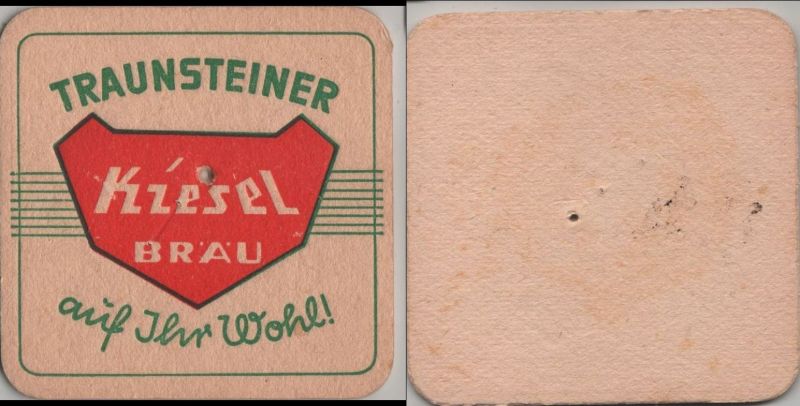 TRAUNSTEINER
Kiesel
BRÄU
auf Ihr Wohl!